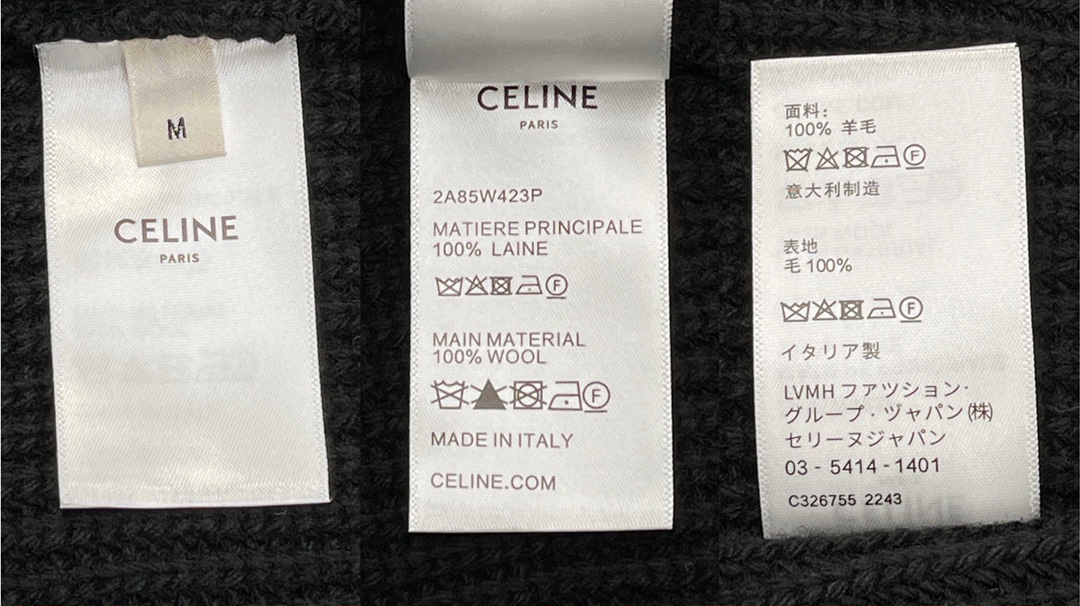 M
CELINE
PARIS
CELINE
PARIS
2A85W423P
MATIERE PRINCIPALE
100% LAINE
F
MAIN MATERIAL
100% WOOL
F
MADE IN ITALY
CELINE.COM
面料:
100% 羊毛
F
意大利制造
表地
毛 100%
F
イタリア製
LVMH フアツション·
グループ · ヅャパン㈱
セリーヌジャパン
03 - 5414 - 1401
C326755 2243